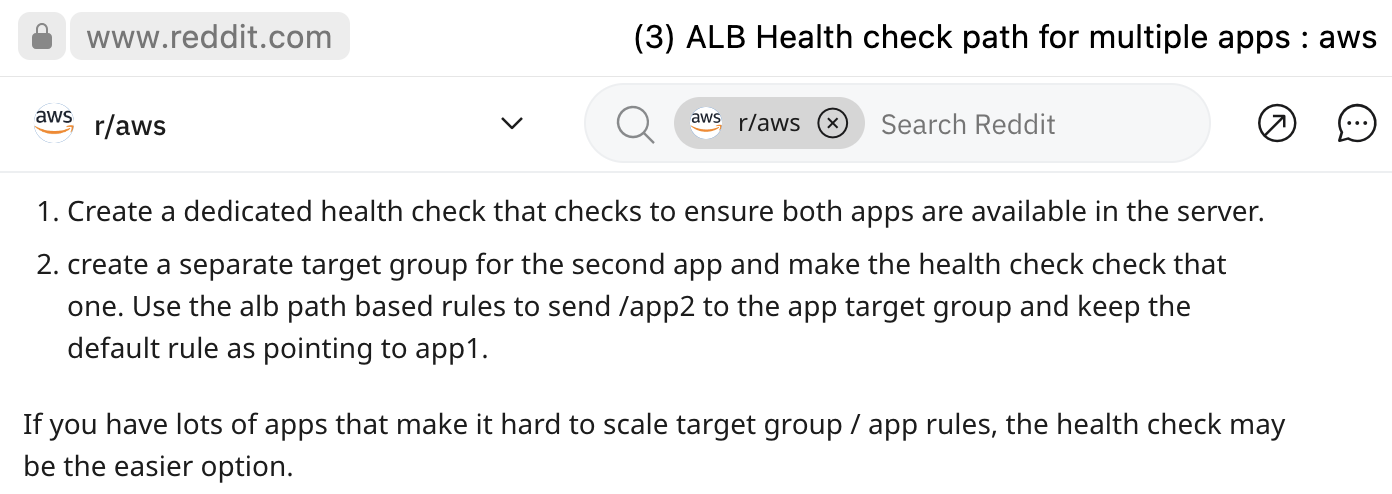 www.reddit.com (3) ALB Health check path for multiple apps : aws
aws r/aws aws r/aws Search Reddit
1. Create a dedicated health check that checks to ensure both apps are available in the server.
2. create a separate target group for the second app and make the health check check that
one. Use the alb path based rules to send /app2 to the app target group and keep the
default rule as pointing to app1.
If you have lots of apps that make it hard to scale target group / app rules, the health check may
be the easier option.